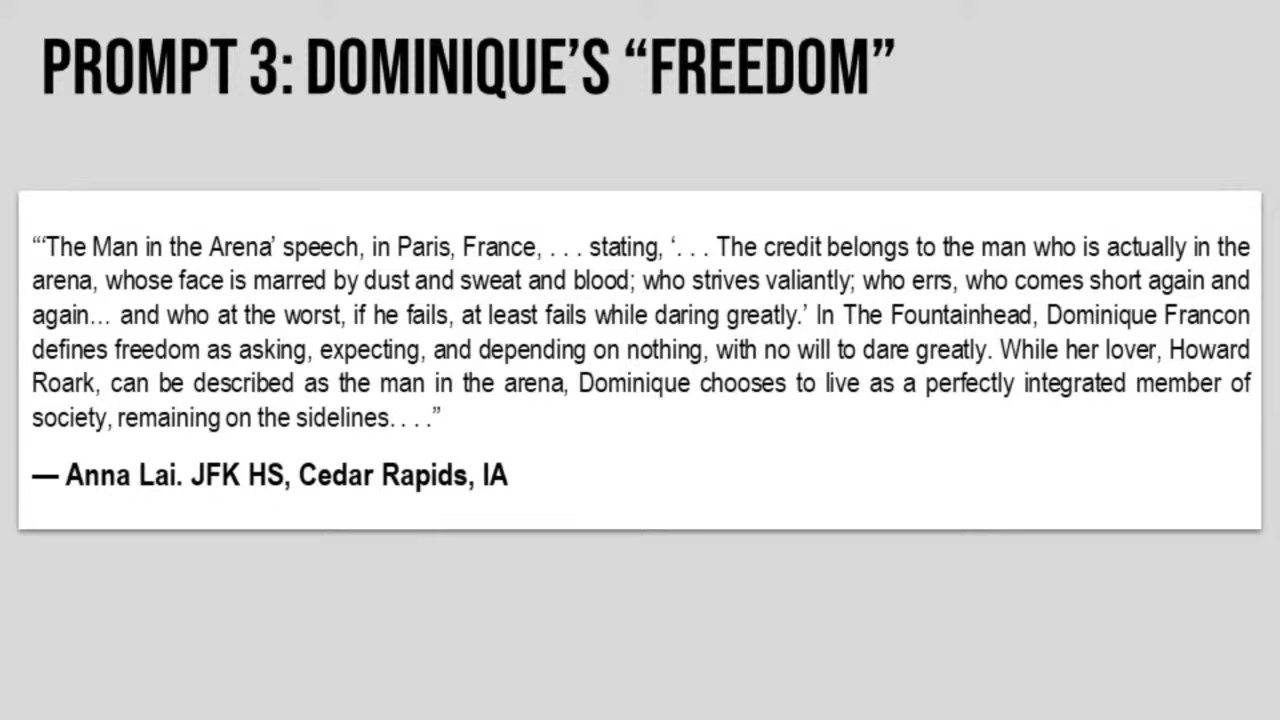 PROMPT 3: DOMINIQUE’S “FREEDOM”
“‘The Man in the Arena’ speech, in Paris, France, . . . stating, ‘. . . The credit belongs to the man who is actually in the
arena, whose face is marred by dust and sweat and blood; who strives valiantly; who errs, who comes short again and
again... and who at the worst, if he fails, at least fails while daring greatly.’ In The Fountainhead, Dominique Francon
defines freedom as asking, expecting, and depending on nothing, with no will to dare greatly. While her lover, Howard
Roark, can be described as the man in the arena, Dominique chooses to live as a perfectly integrated member of
society, remaining on the sidelines. . . .”
— Anna Lai. JFK HS, Cedar Rapids, IA